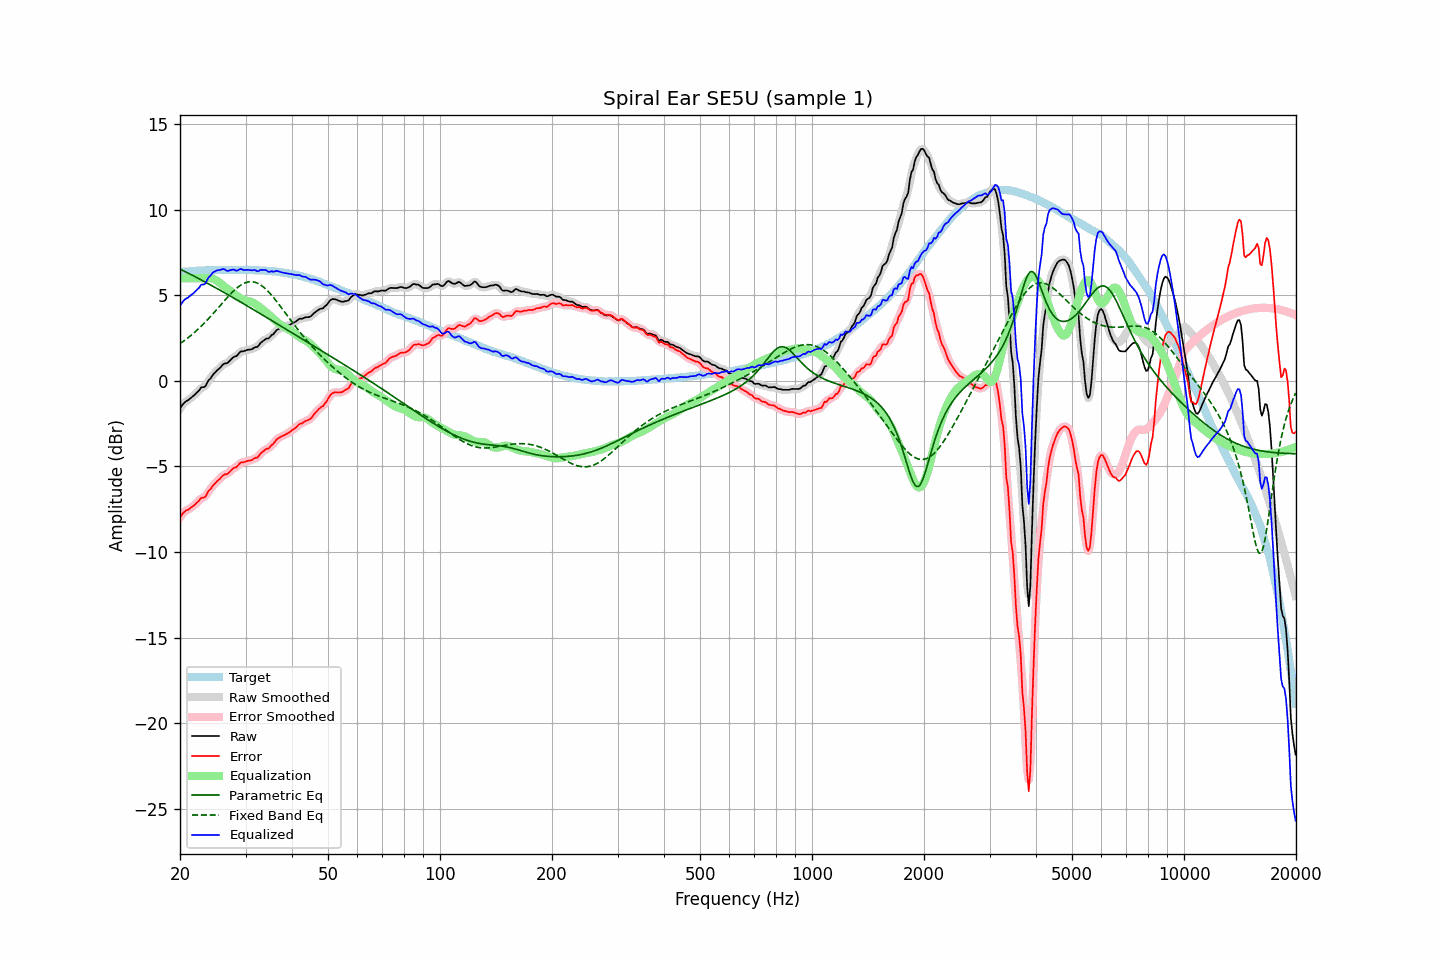 Spiral Ear SE5U (sample 1)
15
10
5
0
−5
−10
−15
−20
−25
Amplitude (dBr)
Target
Raw Smoothed
Error Smoothed
Raw
Error
Equalization
Parametric Eq
Fixed Band Eq
Equalized
20 50 100 200 500 1000 2000 5000 10000 20000
Frequency (Hz)